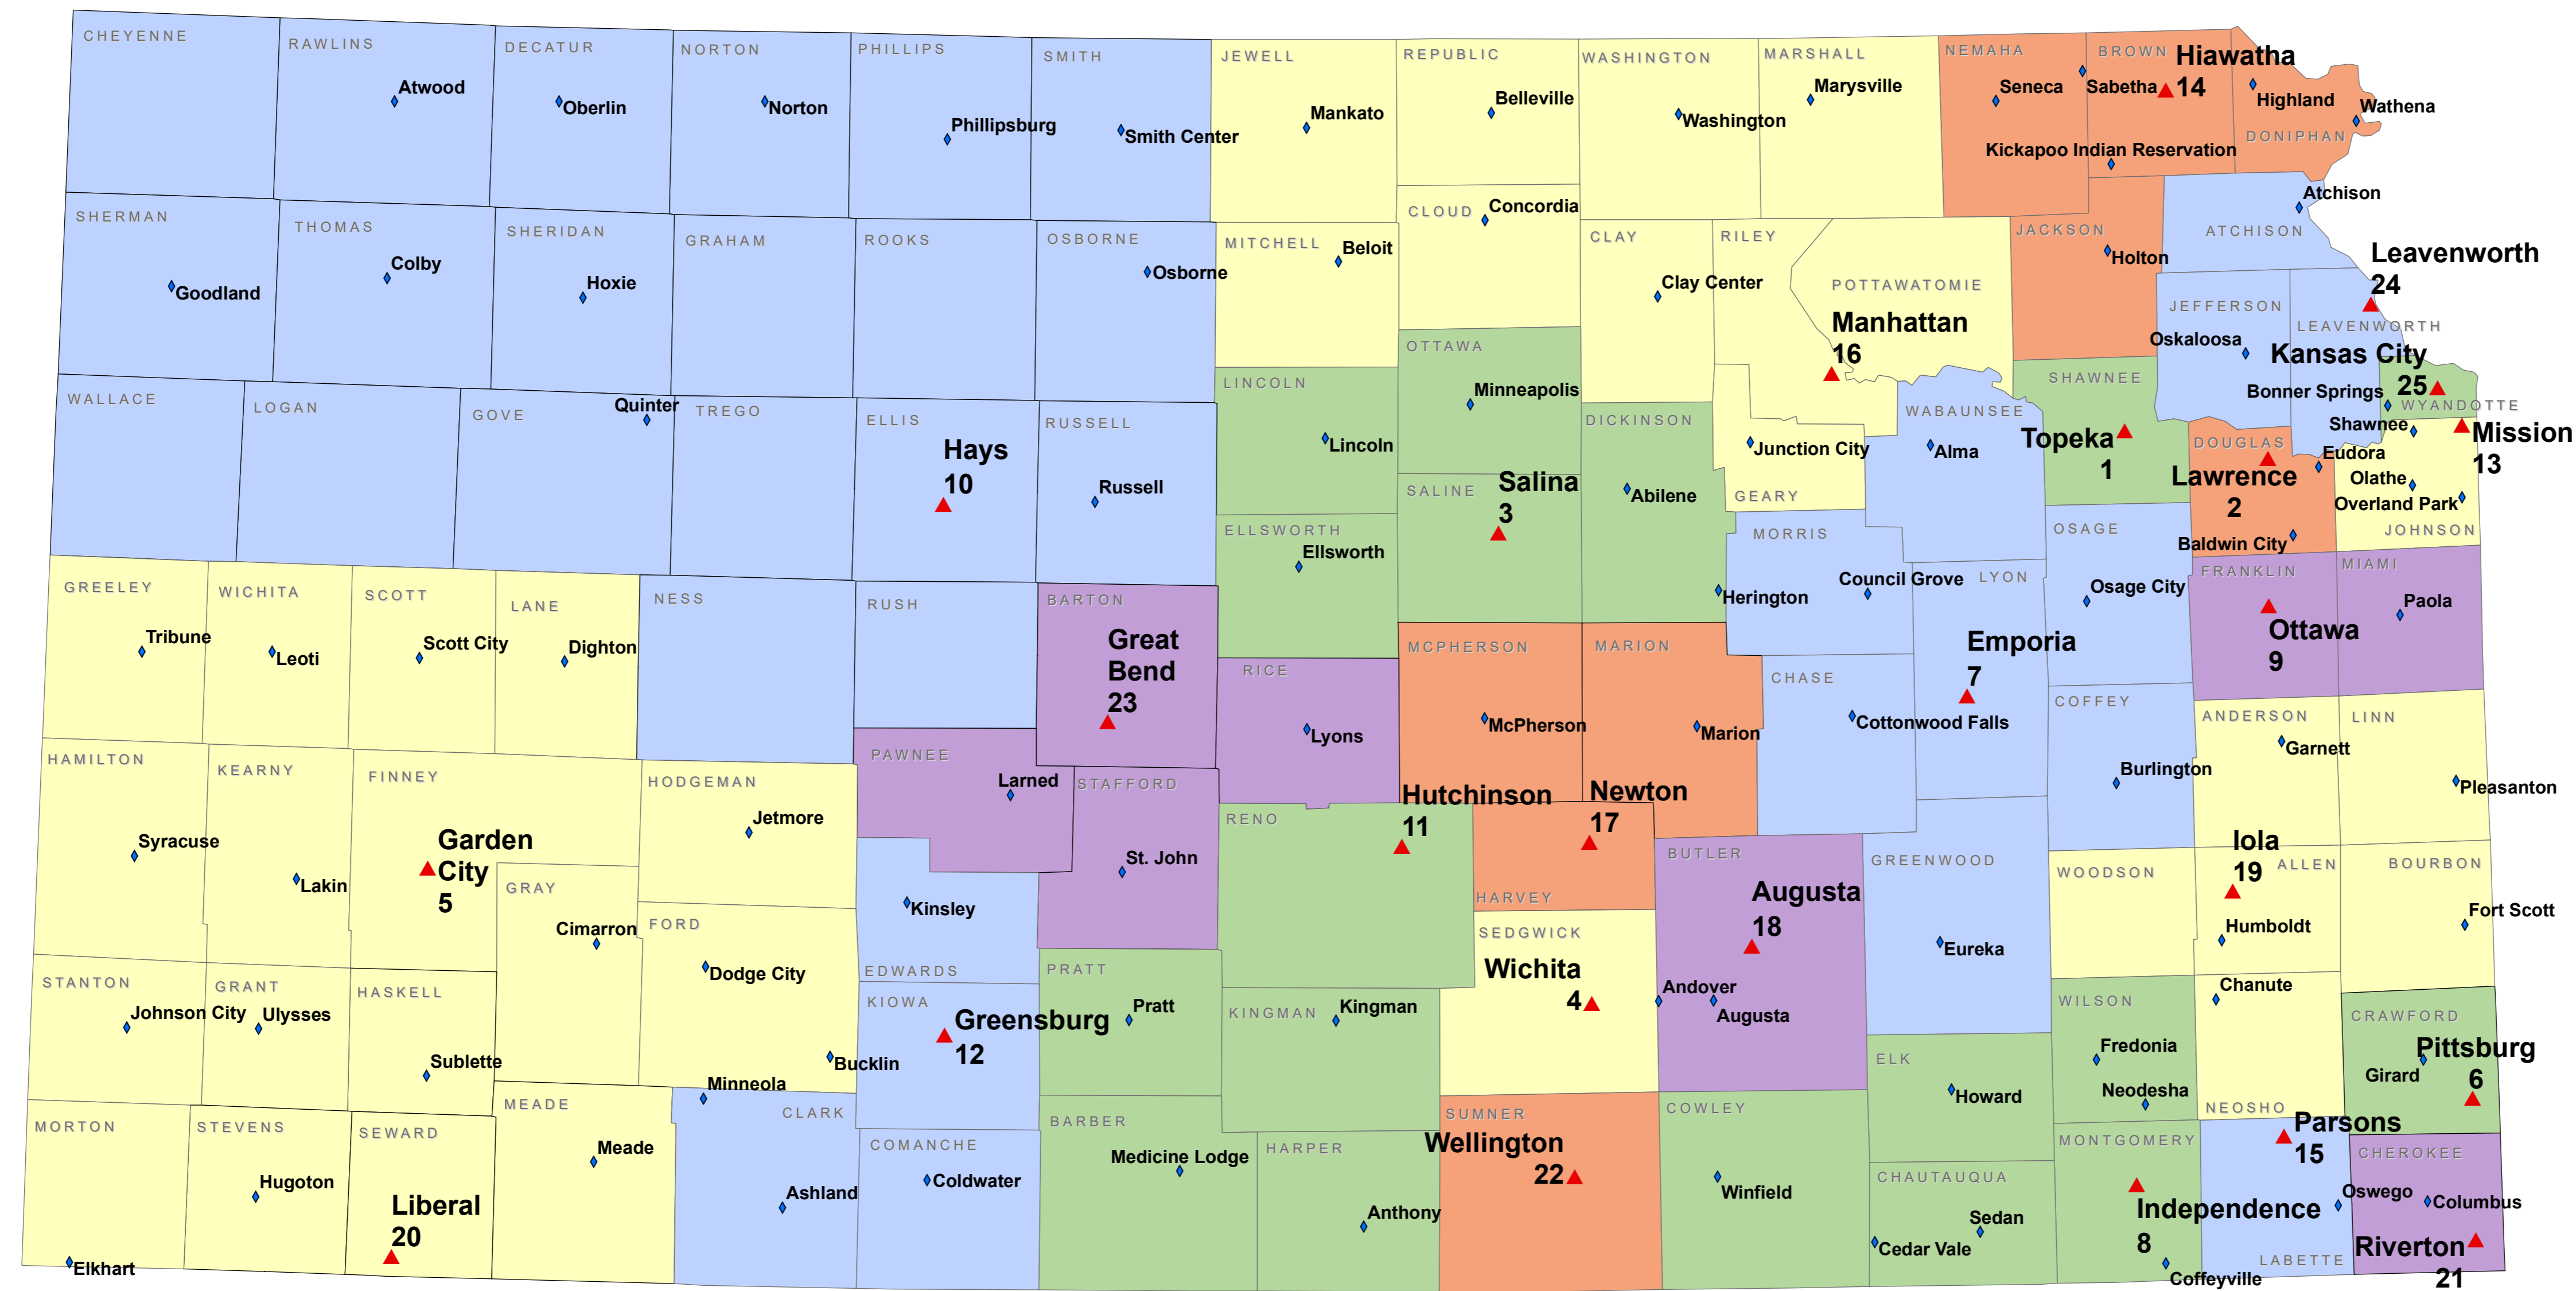 CHEYENNE
RAWLINS
Atwood
DECATUR
Oberlin
NORTON
Norton
PHILLIPS
Phillipsburg
SMITH
Smith Center
JEWELL
Mankato
REPUBLIC
Belleville
WASHINGTON
Washington
MARSHALL
Marysville
NEMAHA
Seneca
BROWN
Hiawatha
14
Sabetha
Kickapoo Indian Reservation
Highland
Wathena
DONIPHAN
SHERMAN
Goodland
THOMAS
Colby
SHERIDAN
Hoxie
GRAHAM
ROOKS
OSBORNE
Osborne
MITCHELL
Beloit
CLOUD
Concordia
CLAY
Clay Center
RILEY
POTTAWATOMIE
Manhattan
16
JACKSON
Holton
Atchison
ATCHISON
Leavenworth
24
JEFFERSON
Oskaloosa
LEAVENWORTH
Kansas City
25
Bonner Springs
WYANDOTTE
WALLACE
LOGAN
GOVE
Quinter
TREGO
ELLIS
Hays
10
RUSSELL
Russell
LINCOLN
Lincoln
OTTAWA
Minneapolis
SALINE
Salina
3
DICKINSON
Abilene
Herington
Junction City
GEARY
WABAUNSEE
Alma
SHAWNEE
Topeka
1
DOUGLAS
Lawrence
2
Eudora
Baldwin City
Shawnee
Mission
13
Olathe
Overland Park
JOHNSON
ELLSWORTH
Ellsworth
MORRIS
Council Grove
LYON
Emporia
7
OSAGE
Osage City
FRANKLIN
Ottawa
9
MIAMI
Paola
GREELEY
Tribune
WICHITA
Leoti
SCOTT
Scott City
LANE
Dighton
NESS
RUSH
BARTON
Great
Bend
23
RICE
Lyons
MCPHERSON
McPherson
MARION
Marion
CHASE
Cottonwood Falls
COFFEY
Burlington
ANDERSON
Garnett
LINN
Pleasanton
HAMILTON
Syracuse
KEARNY
Lakin
FINNEY
Garden
City
5
HODGEMAN
Jetmore
PAWNEE
Larned
STAFFORD
St. John
RENO
Hutchinson
11
Newton
17
HARVEY
BUTLER
Augusta
18
Andover
Augusta
GREENWOOD
Eureka
WOODSON
Iola
19
ALLEN
Humboldt
BOURBON
Fort Scott
GRAY
Cimarron
FORD
Dodge City
Bucklin
Kinsley
EDWARDS
SEDGWICK
Wichita
4
STANTON
Johnson City
GRANT
Ulysses
HASKELL
Sublette
KIOWA
Greensburg
12
PRATT
Pratt
KINGMAN
Kingman
ELK
Howard
WILSON
Fredonia
Neodesha
Chanute
NEOSHO
CRAWFORD
Pittsburg
6
Girard
MORTON
Elkhart
STEVENS
Hugoton
SEWARD
Liberal
20
MEADE
Meade
Minneola
CLARK
Ashland
COMANCHE
Coldwater
BARBER
Medicine Lodge
HARPER
Anthony
SUMNER
Wellington
22
COWLEY
Winfield
CHAUTAUQUA
Sedan
Cedar Vale
MONTGOMERY
Independence
8
Coffeyville
Parsons
15
Oswego
LABETTE
CHEROKEE
Columbus
Riverton
21